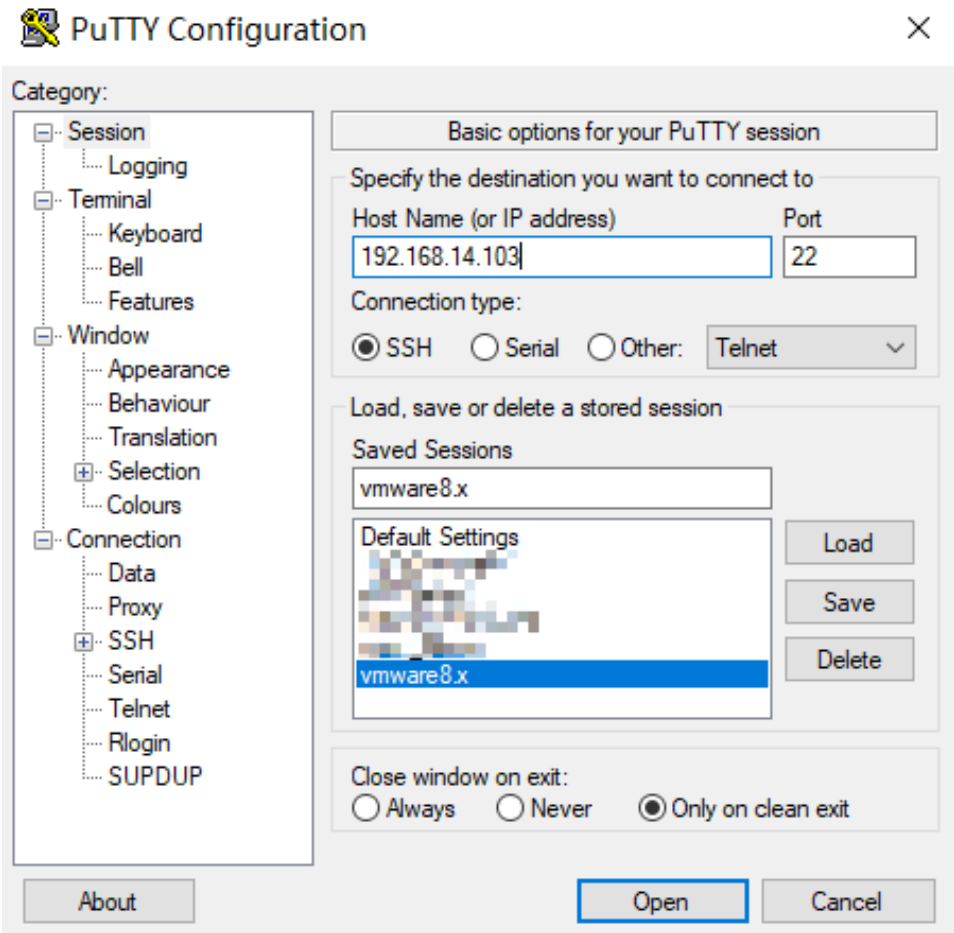 PuTTY Configuration
Category:
Session
Logging
Terminal
Keyboard
Bell
Features
Window
Appearance
Behaviour
Translation
Selection
Colours
Connection
Data
Proxy
SSH
Serial
Telnet
Rlogin
SUPDUP
Basic options for your PuTTY session
Specify the destination you want to connect to
Host Name (or IP address) Port
192.168.14.103 22
Connection type:
SSH Serial Other: Telnet
Load, save or delete a stored session
Saved Sessions
vmware8.x
Default Settings
vmware8.x
Load
Save
Delete
Close window on exit:
Always Never Only on clean exit
About Open Cancel